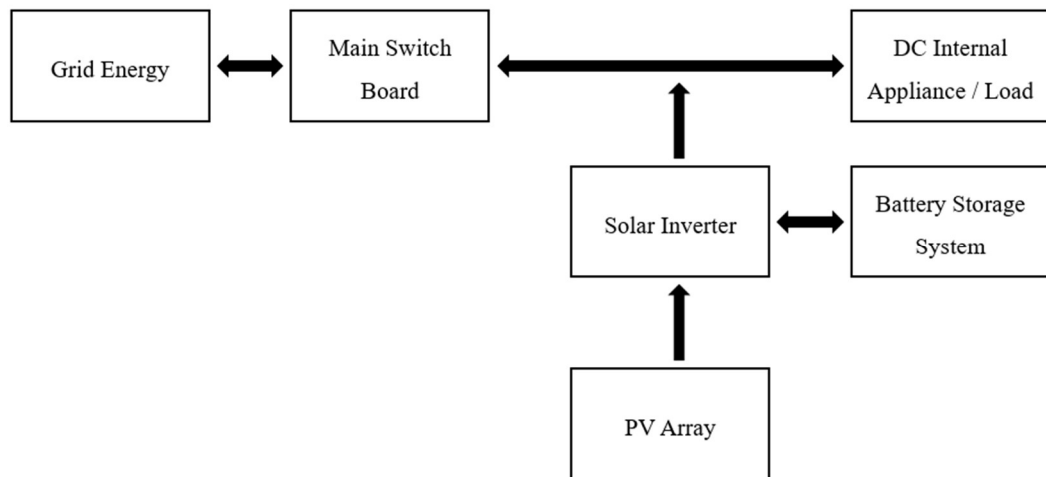 Grid Energy
Main Switch
Board
DC Internal
Appliance / Load
Solar Inverter
Battery Storage
System
PV Array